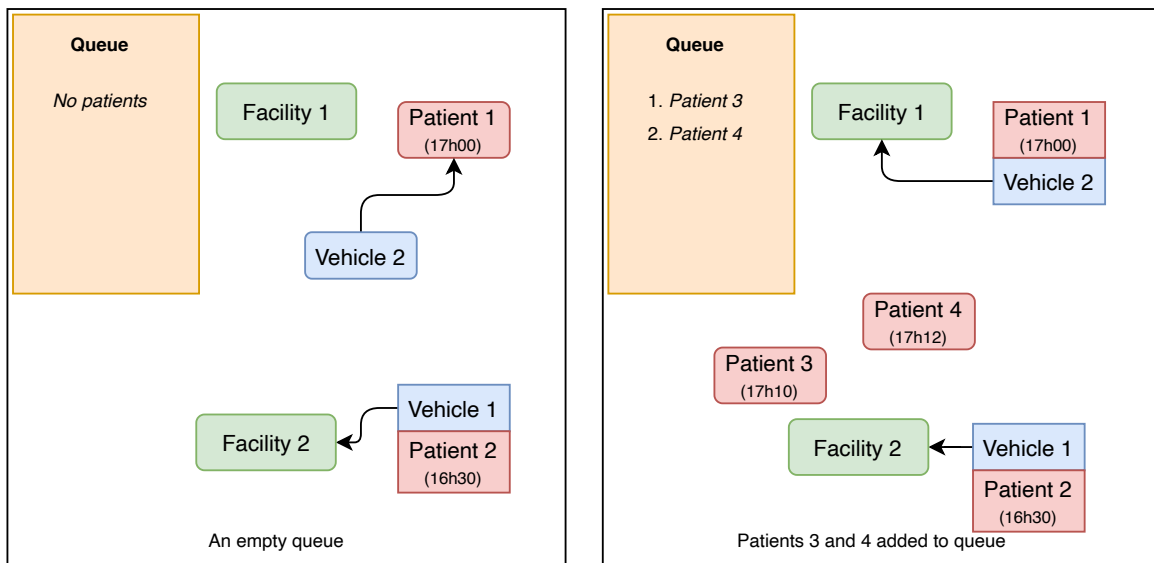 Queue
No patients
Facility 1
Patient 1
(17h00)
Vehicle 2
Vehicle 1
Facility 2
Patient 2
(16h30)
An empty queue
Queue
1. Patient 3
2. Patient 4
Facility 1
Patient 1
(17h00)
Vehicle 2
Patient 4
(17h12)
Patient 3
(17h10)
Facility 2
Vehicle 1
Patient 2
(16h30)
Patients 3 and 4 added to queue